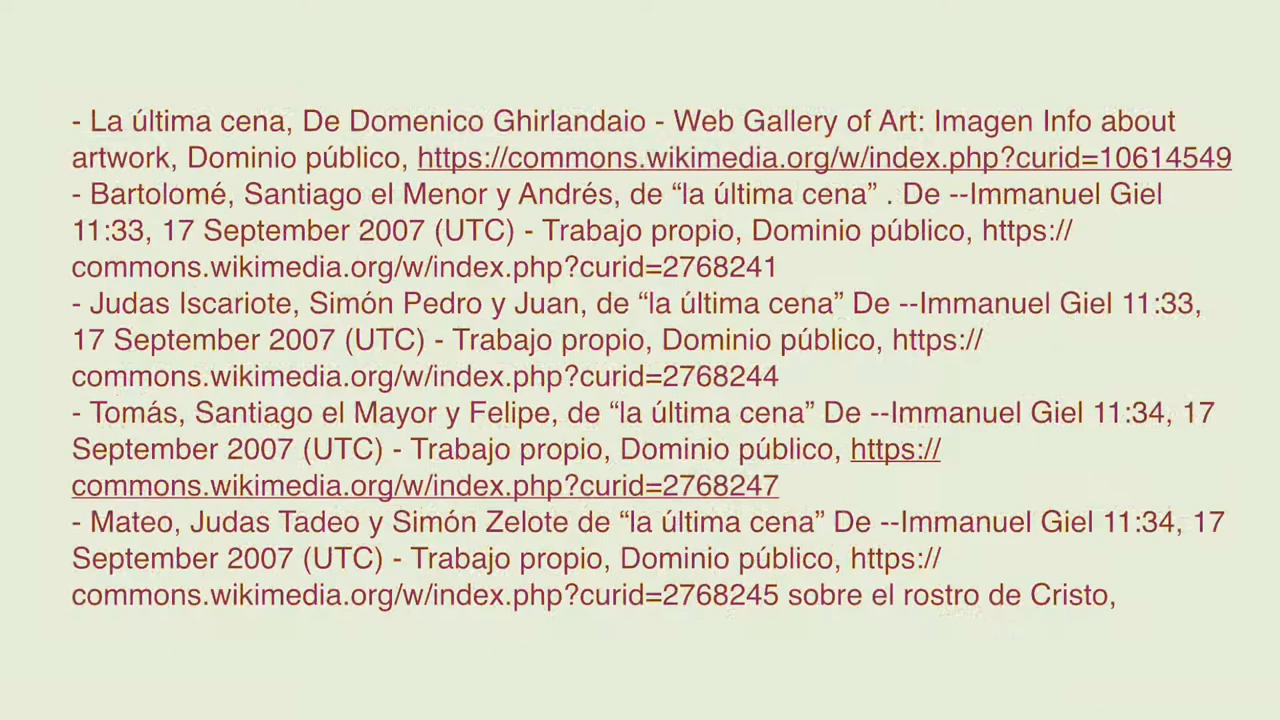 - La última cena, De Domenico Ghirlandaio - Web Gallery of Art: Imagen Info about
artwork, Dominio público, https://commons.wikimedia.org/w/index.php?curid=10614549
- Bartolomé, Santiago el Menor y Andrés, de “la última cena” . De --Immanuel Giel
11:33, 17 September 2007 (UTC) - Trabajo propio, Dominio público, https://
commons.wikimedia.org/w/index.php?curid=2768241
- Judas Iscariote, Simón Pedro y Juan, de “la última cena” De --Immanuel Giel 11:33,
17 September 2007 (UTC) - Trabajo propio, Dominio público, https://
commons.wikimedia.org/w/index.php?curid=2768244
- Tomás, Santiago el Mayor y Felipe, de “la última cena” De --Immanuel Giel 11:34, 17
September 2007 (UTC) - Trabajo propio, Dominio público, https://
commons.wikimedia.org/w/index.php?curid=2768247
- Mateo, Judas Tadeo y Simón Zelote de “la última cena” De --Immanuel Giel 11:34, 17
September 2007 (UTC) - Trabajo propio, Dominio público, https://
commons.wikimedia.org/w/index.php?curid=2768245 sobre el rostro de Cristo,